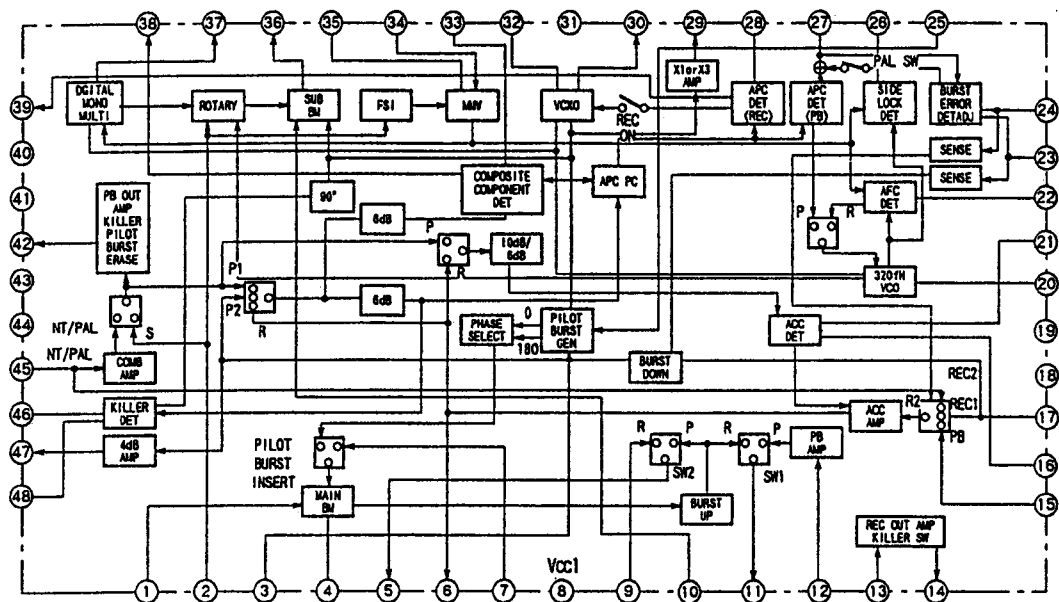 38 37 36 35 34 33 32 31 30 29 28 27 26 25
X1orX3
AMP
PAL SW
39
DGITAL
MONO
MULTI
ROTARY
SUB
BM
FSI
MMV
VCXO
REC
ON
APC
DET
(REC)
APC
DET
(PB)
SIDE
LOCK
DET
BURST
ERROR
DETADJ
24
40
SENSE
23
SENSE
41
PB OUT
AMP
KILLER
PILOT
BURST
ERASE
90°
COMPOSITE
COMPONENT
DET
APC PC
AFC
DET
22
6dB
P
R
42
P
R
10dB/
6dB
21
43
P1
P2
R
6dB
320fH
VCO
20
44
NT/PAL
S
PHASE
SELECT
0
180
PILOT
BURST
GEN
ACC
DET
19
45
NT/PAL
COMB
AMP
BURST
DOWN
REC2
18
46
KILLER
DET
ACC
AMP
R2
REC1
PB
17
47
4dB
AMP
PILOT
BURST
INSERT
R
P
SW2
R
P
SW1
PB
AMP
16
48
MAIN
BM
BURST
UP
REC OUT AMP
KILLER SW
15
Vcc1
1 2 3 4 5 6 7 8 9 10 11 12 13 14